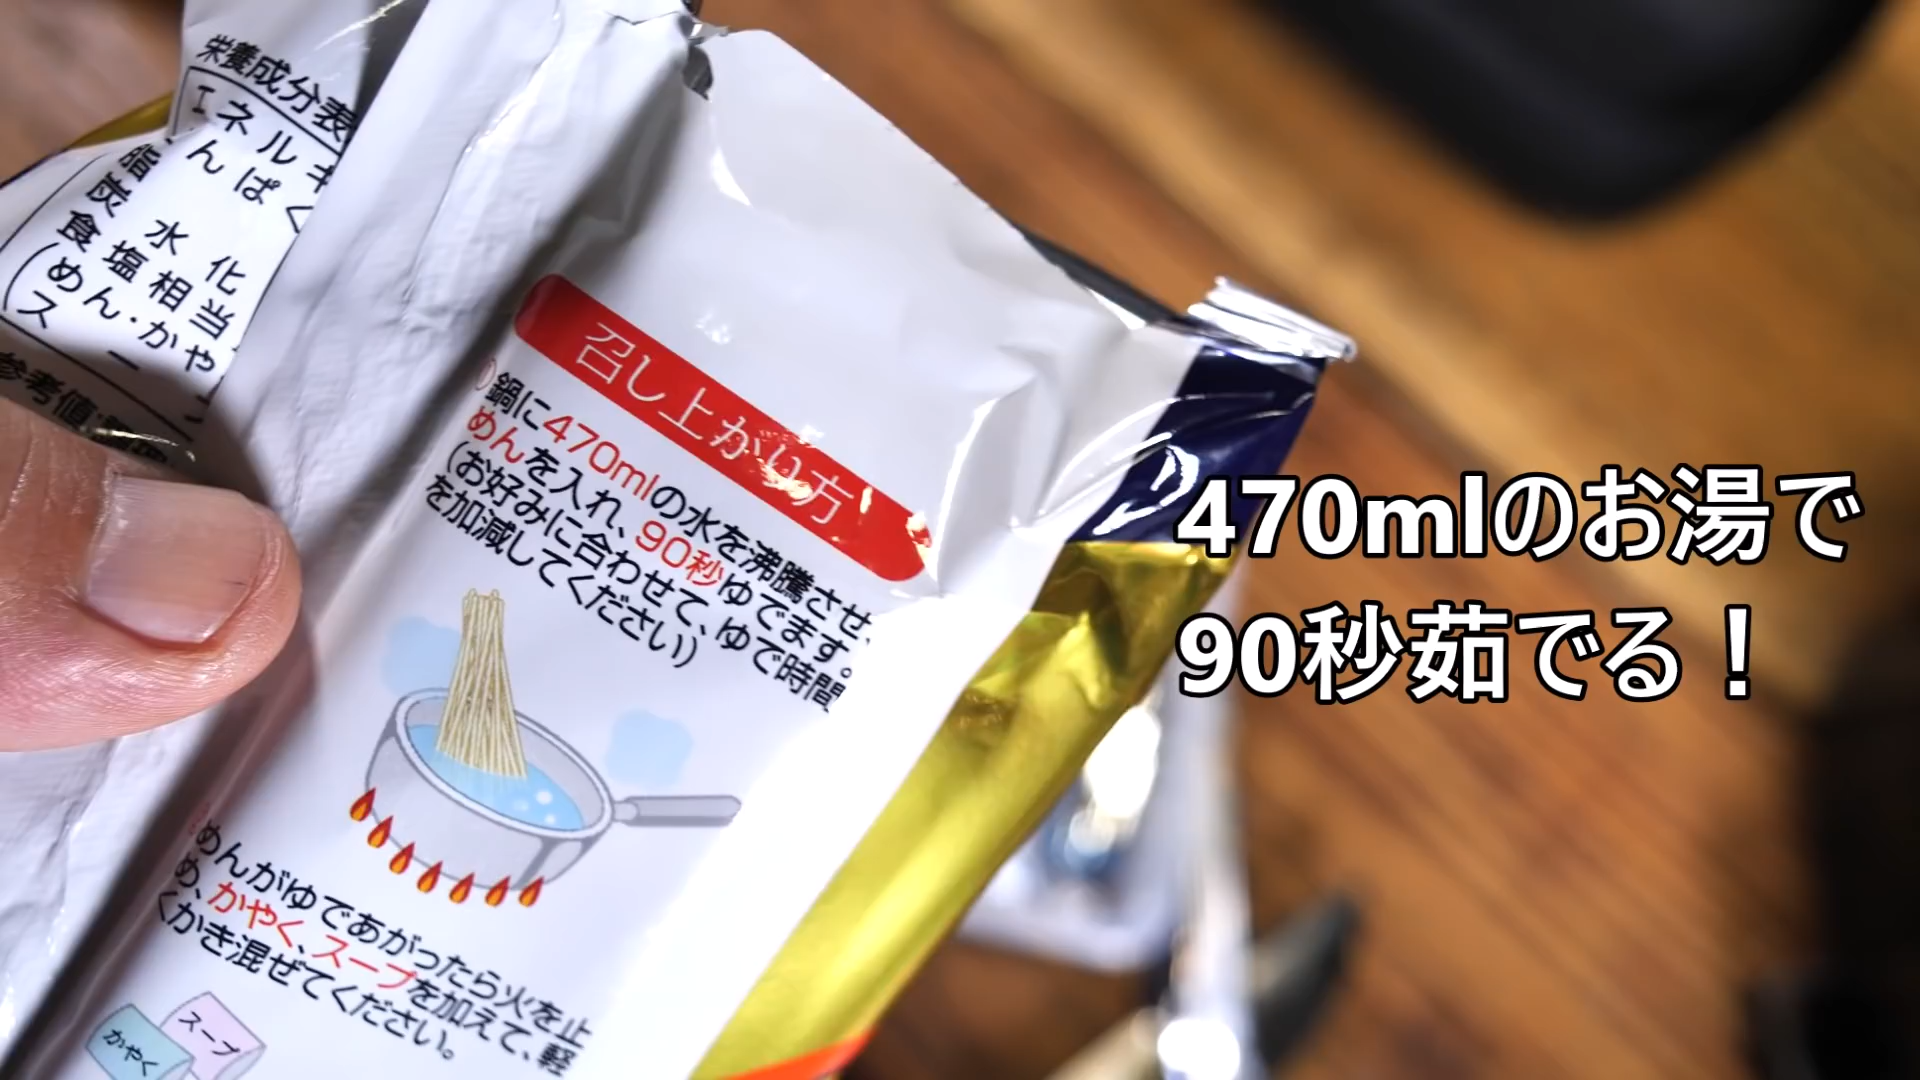 栄養成分表
エネルギ
んぱく
脂
炭水化
食塩相当
(めん・かや
スー
参考値
召し上がり方
鍋に470mlの水を沸騰させ、
めんを入れ、90秒ゆでます。
(お好みに合わせて、ゆで時間
を加減してください)
めんがゆであがったら火を止
め、かやく、スープを加えて、軽
くかき混ぜてください。
スープ
かやく
470mlのお湯で
90秒茹でる！